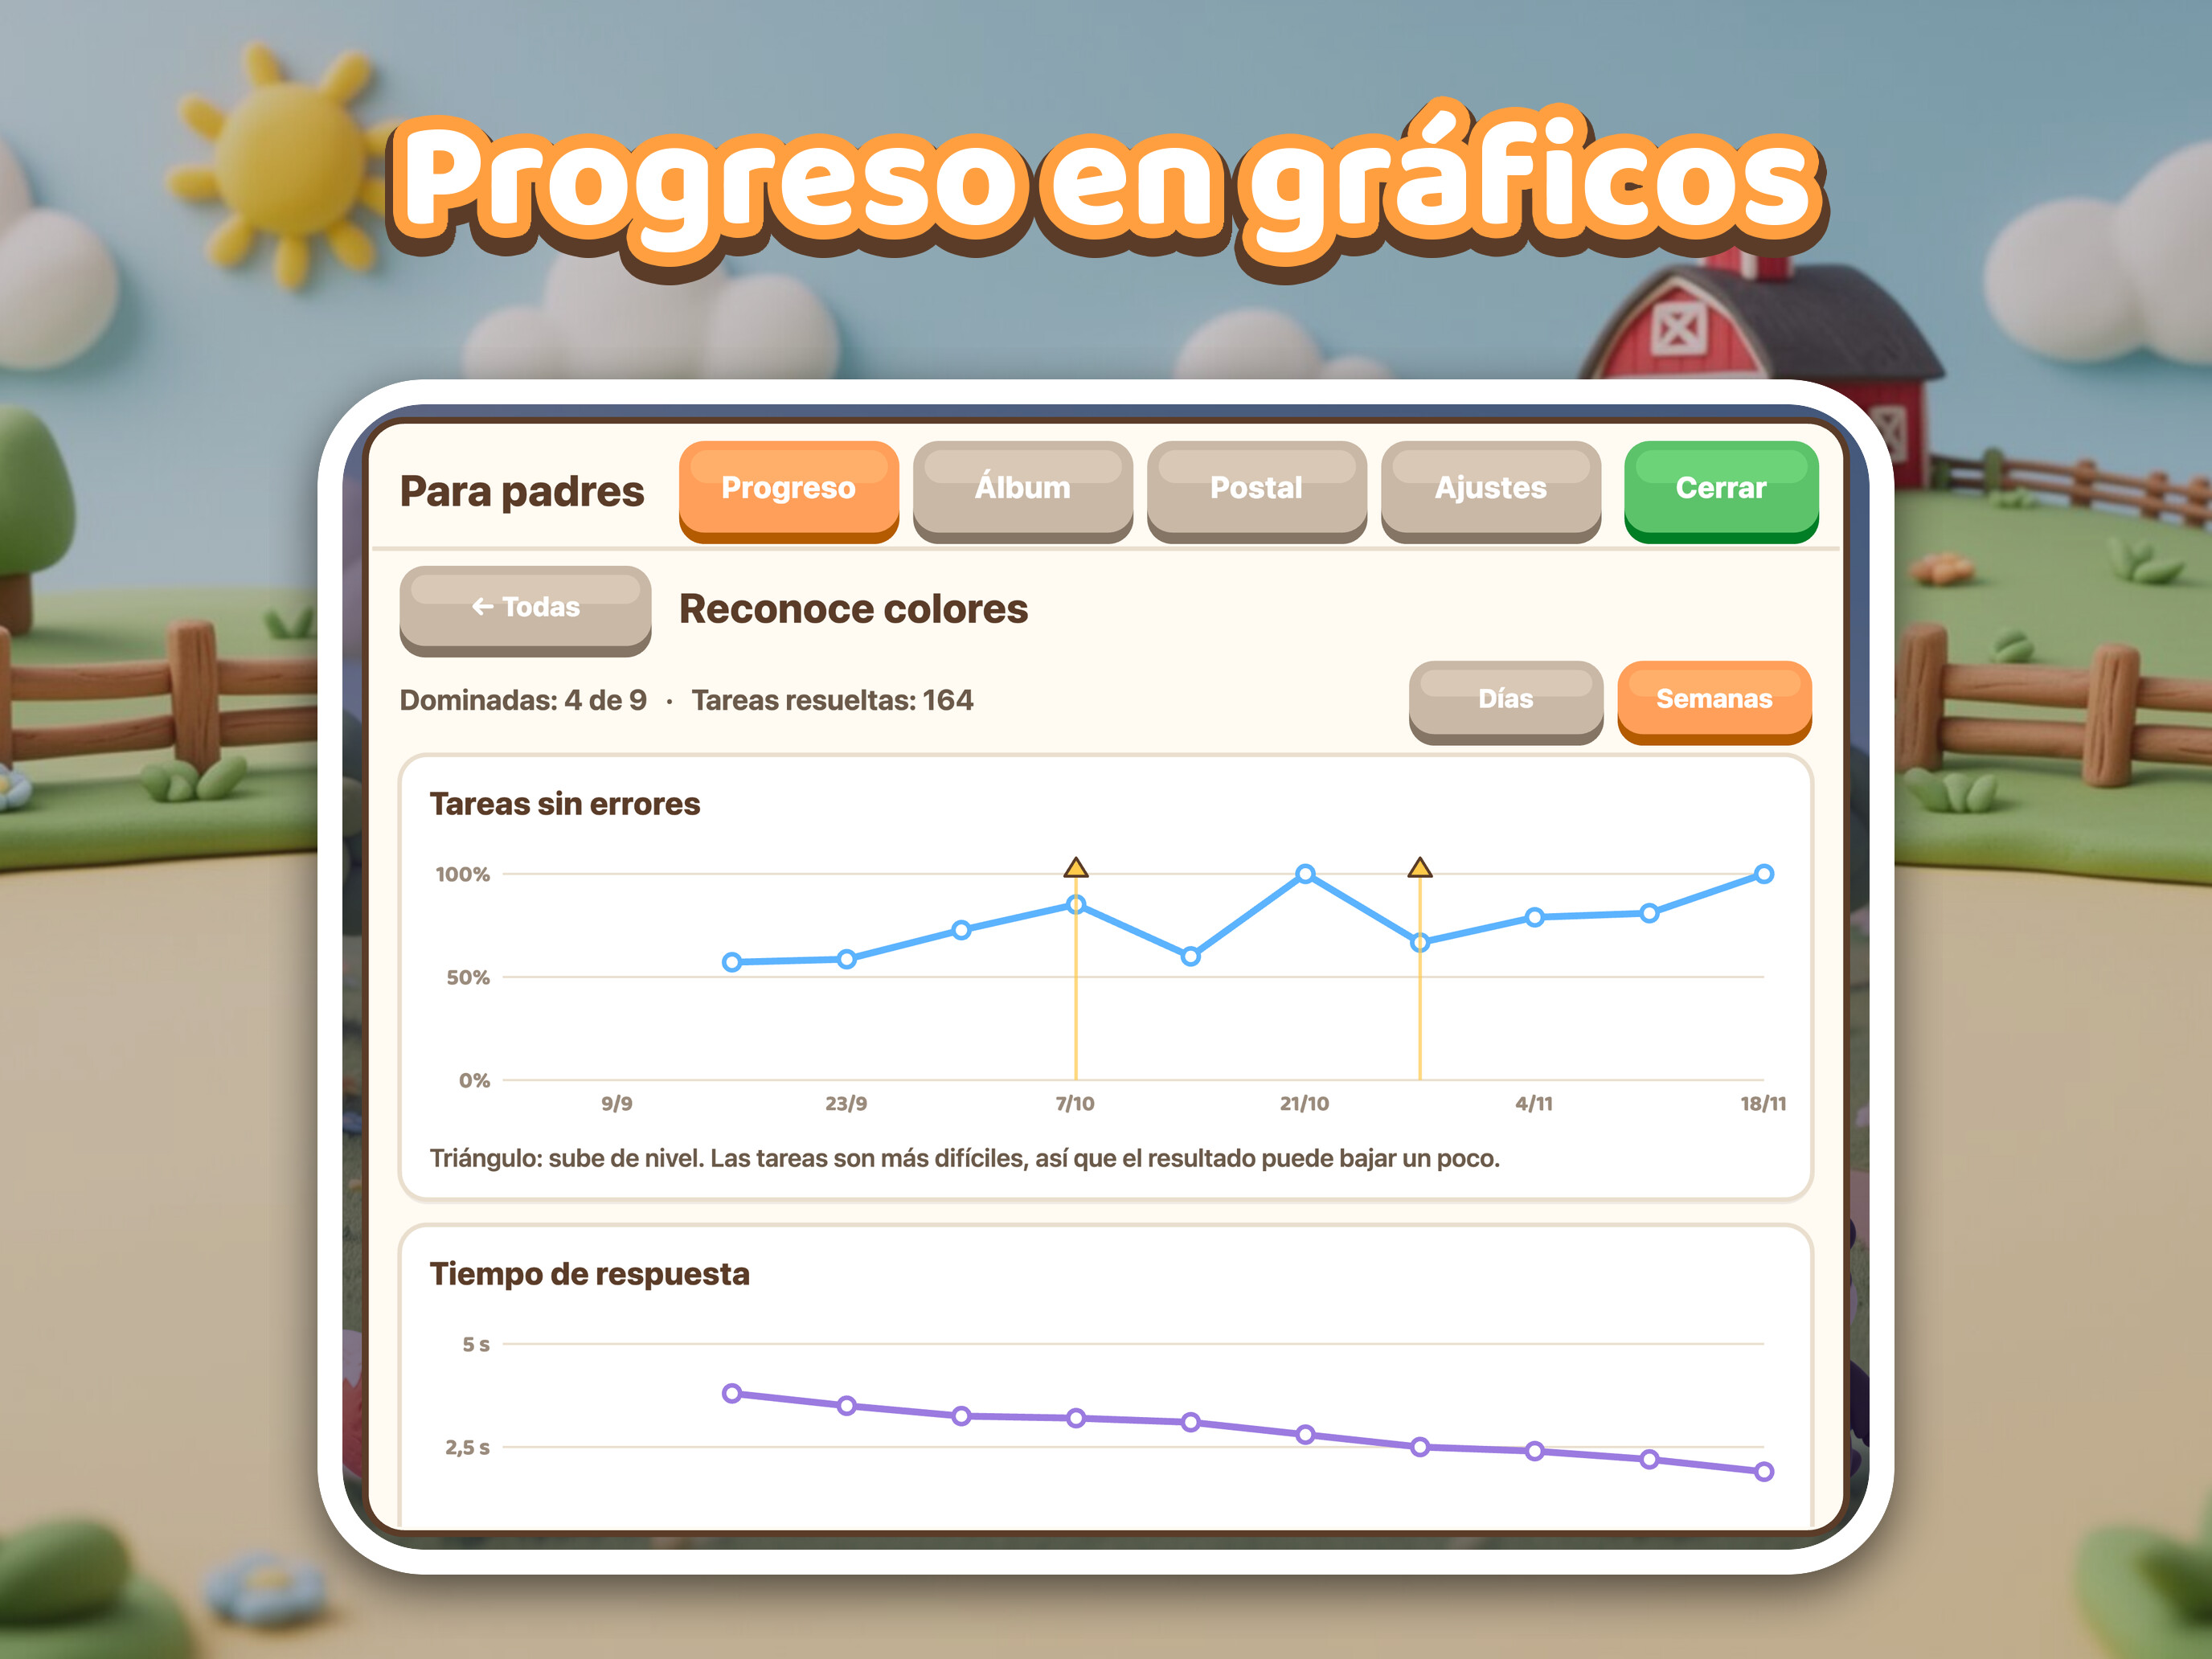 Progreso en gráficos
Para padres
Progreso
Álbum
Postal
Ajustes
Cerrar
← Todas
Reconoce colores
Dominadas: 4 de 9 · Tareas resueltas: 164
Días
Semanas
Tareas sin errores
100%
50%
0%
9/9
23/9
7/10
21/10
4/11
18/11
Triángulo: sube de nivel. Las tareas son más difíciles, así que el resultado puede bajar un poco.
Tiempo de respuesta
5 s
2,5 s